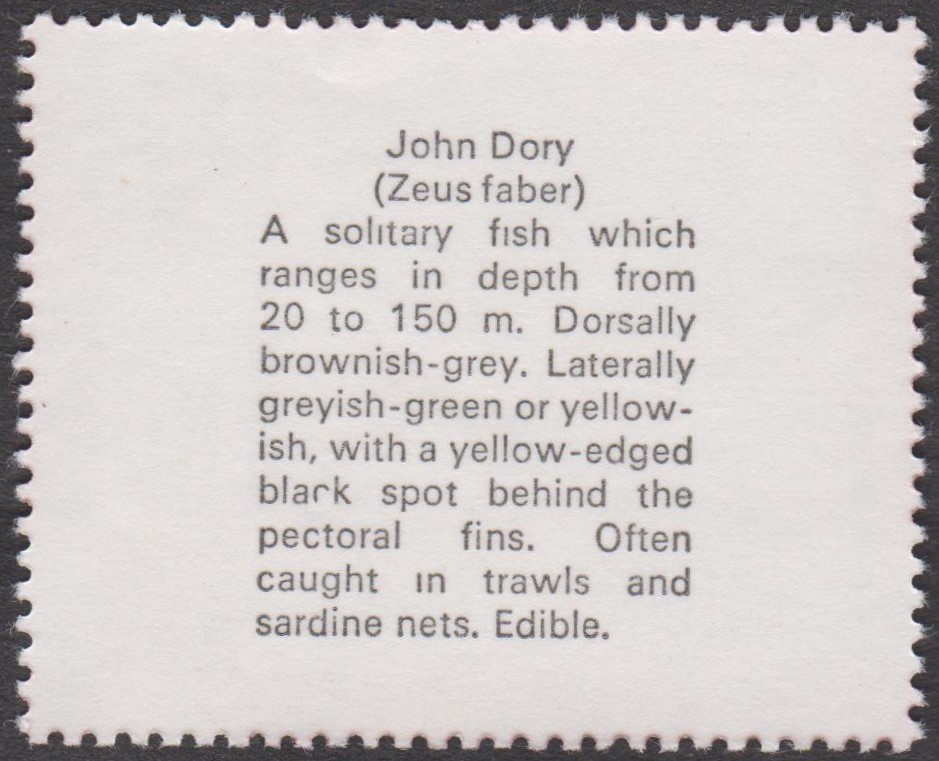 John Dory
(Zeus faber)
A solitary fish which
ranges in depth from
20 to 150 m. Dorsally
brownish-grey. Laterally
greyish-green or yellow-
ish, with a yellow-edged
black spot behind the
pectoral fins. Often
caught in trawls and
sardine nets. Edible.